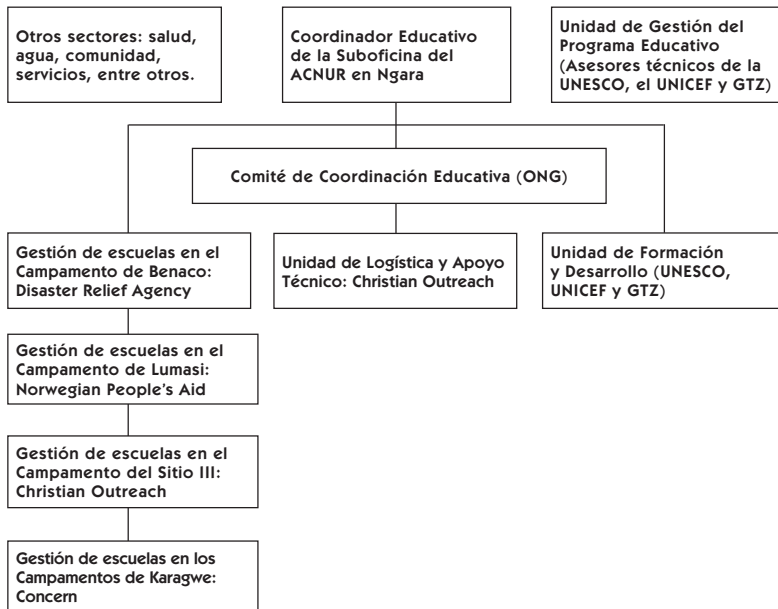 Otros sectores: salud,
agua, comunidad,
servicios, entre otros.
Coordinador Educativo
de la Suboficina del
ACNUR en Ngara
Unidad de Gestión del
Programa Educativo
(Asesores técnicos de la
UNESCO, el UNICEF y GTZ)
Comité de Coordinación Educativa (ONG)
Gestión de escuelas en el
Campamento de Benaco:
Disaster Relief Agency
Unidad de Logística y Apoyo
Técnico: Christian Outreach
Unidad de Formación
y Desarrollo (UNESCO,
UNICEF y GTZ)
Gestión de escuelas en el
Campamento de Lumasi:
Norwegian People's Aid
Gestión de escuelas en el
Campamento del Sitio III:
Christian Outreach
Gestión de escuelas en los
Campamentos de Karagwe:
Concern